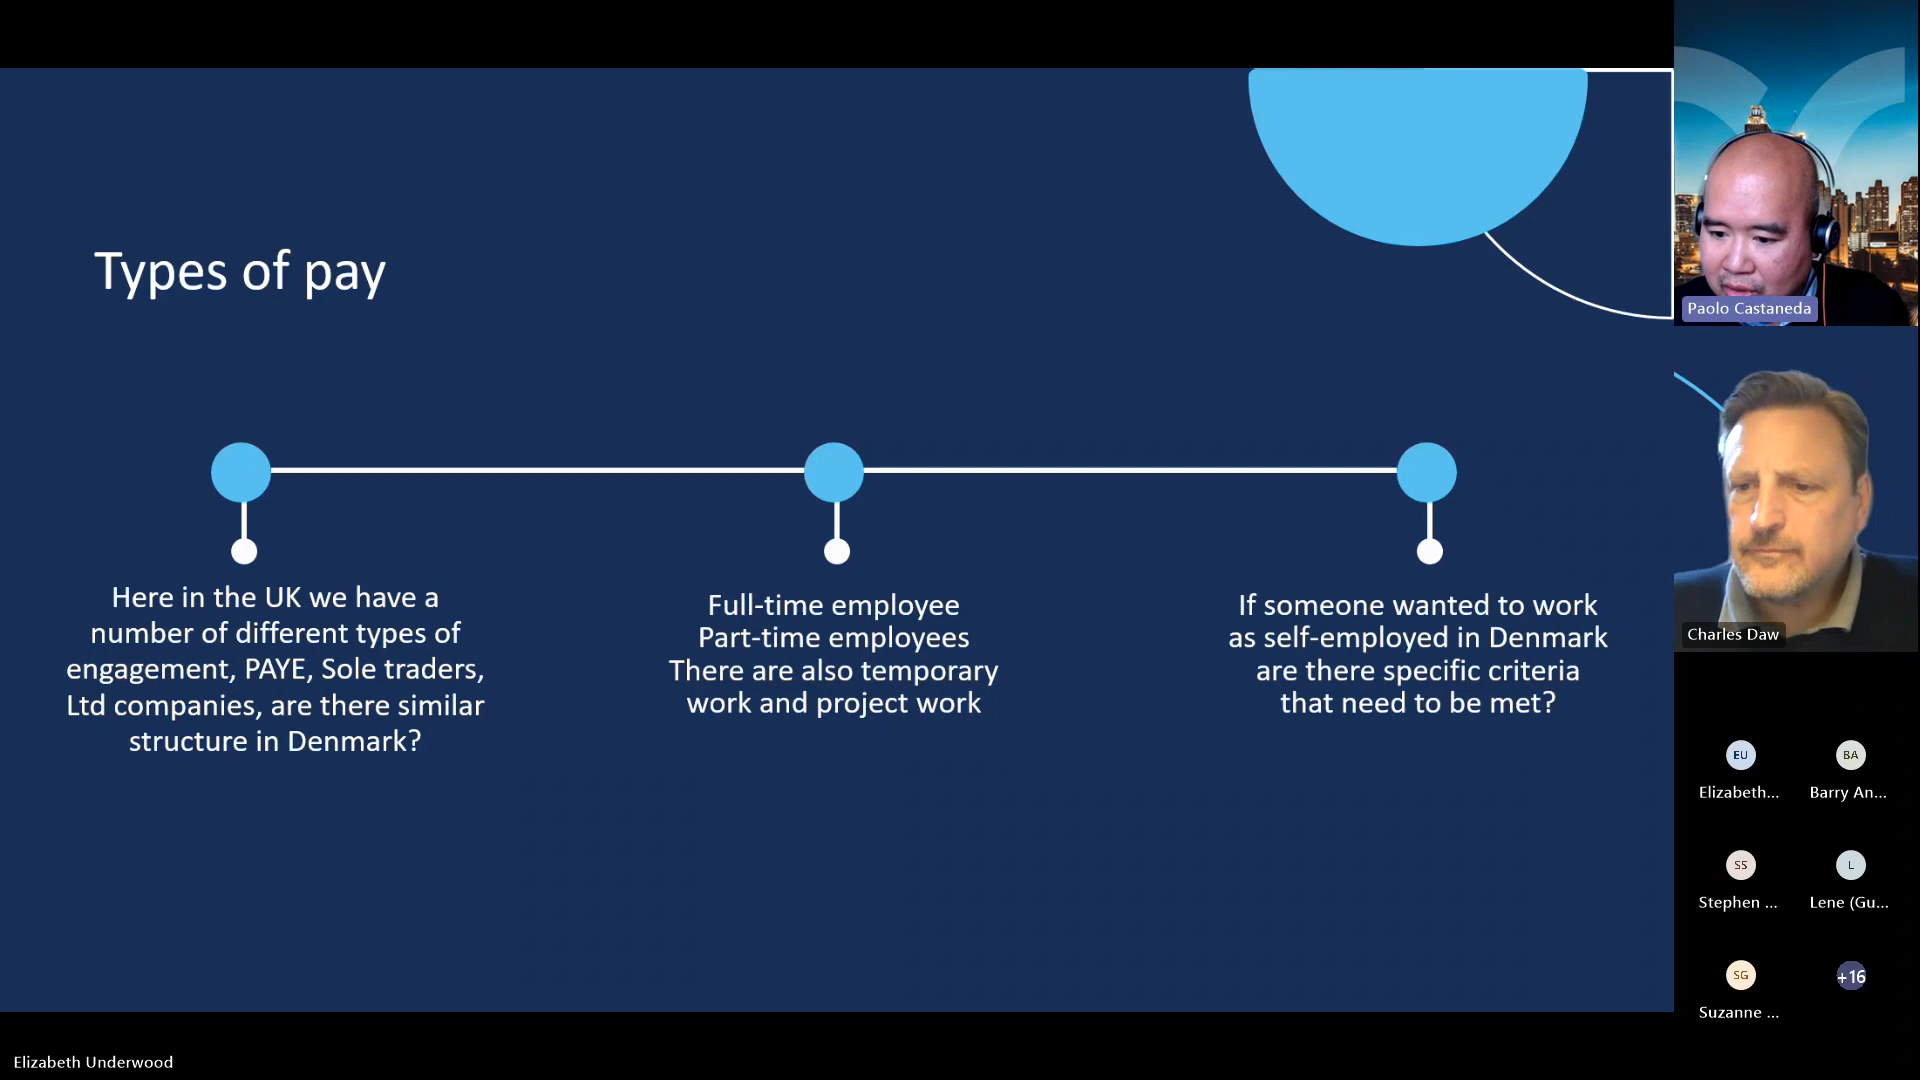 Types of pay
Here in the UK we have a
number of different types of
engagement, PAYE, Sole traders,
Ltd companies, are there similar
structure in Denmark?
Full-time employee
Part-time employees
There are also temporary
work and project work
If someone wanted to work
as self-employed in Denmark
are there specific criteria
that need to be met?
Paolo Castaneda
Charles Daw
EU
Elizabeth...
BA
Barry An...
SS
Stephen ...
L
Lene (Gu...
SG
Suzanne ...
+16
Elizabeth Underwood